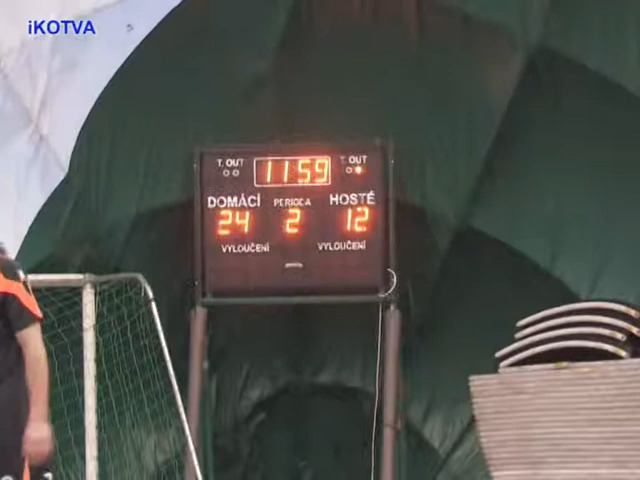 iKOTVA
T. OUT 11:59 T. OUT
DOMÁCÍ PERIODA HOSTÉ
24 2 12
VYLOUČENÍ VYLOUČENÍ